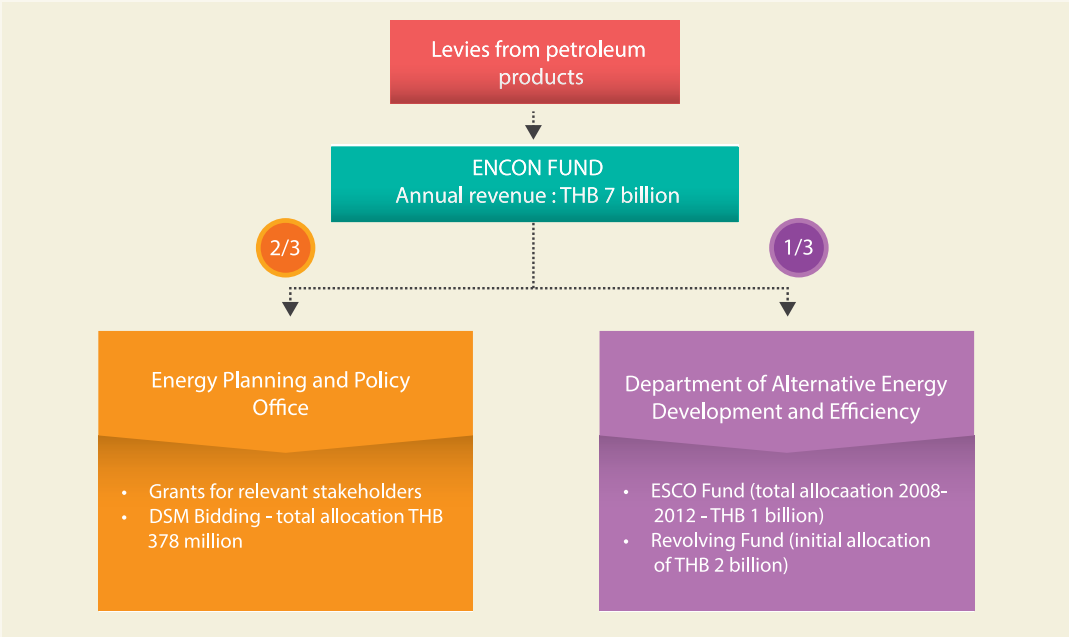 Levies from petroleum
products
ENCON FUND
Annual revenue : THB 7 billion
2/3
1/3
Energy Planning and Policy
Office
• Grants for relevant stakeholders
• DSM Bidding - total allocation THB
378 million
Department of Alternative Energy
Development and Efficiency
• ESCO Fund (total allocaation 2008-
2012 - THB 1 billion)
• Revolving Fund (initial allocation
of THB 2 billion)